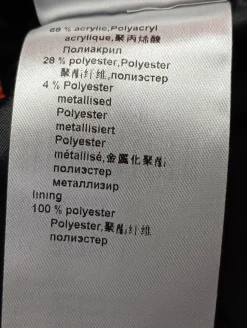 68 % acrylic,Polyacryl
acrylique,聚丙烯酸
Полиакрил
28 % polyester,Polyester
聚酯纤维,полиэстер
4 % Polyester
metallised
Polyester
metallisiert
Polyester
métallisé,金属化聚酯
полиэстер
металлизир
lining
100 % polyester
Polyester,聚酯纤维
полиэстер